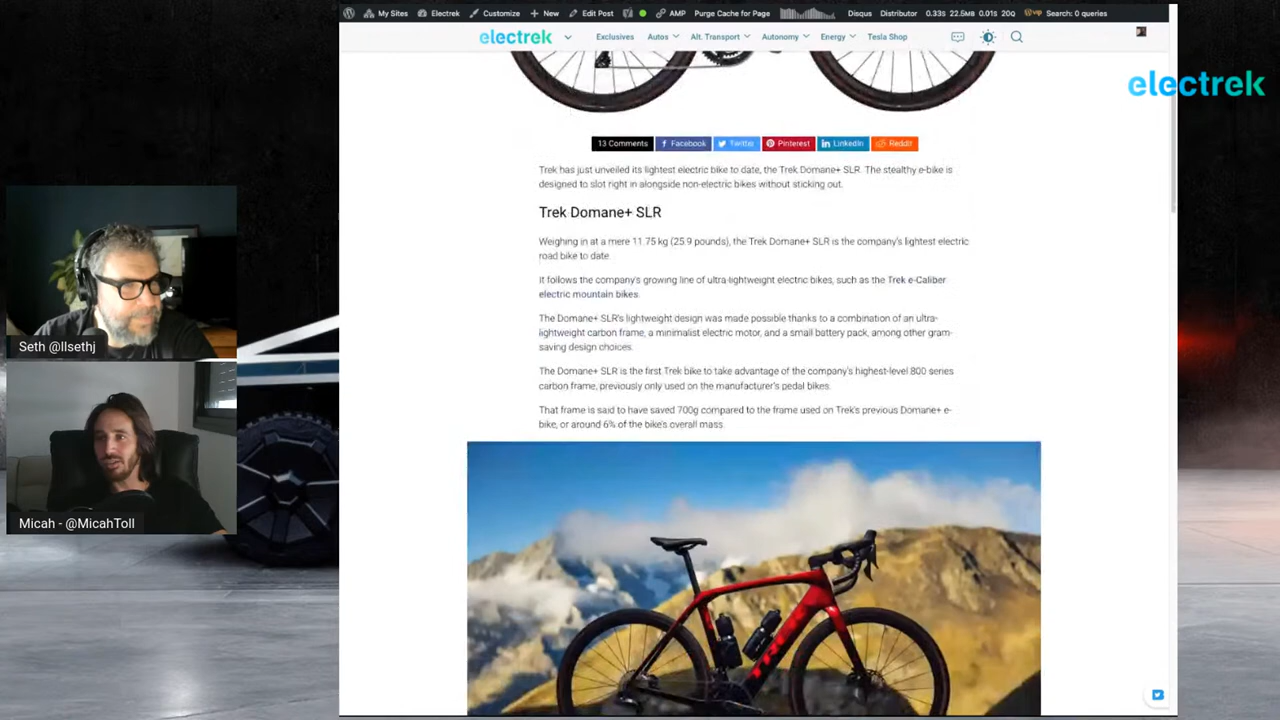 My Sites
Electrek
Customize
New
Edit Post
AMP
Purge Cache for Page
Disqus
Distributor
0.33s 22.5MB 0.01s 20Q
Search: 0 queries
electrek
Exclusives
Autos
Alt. Transport
Autonomy
Energy
Tesla Shop
electrek
13 Comments
Facebook
Twitter
Pinterest
LinkedIn
Reddit
Trek has just unveiled its lightest electric bike to date, the Trek Domane+ SLR. The stealthy e-bike is
designed to slot right in alongside non-electric bikes without sticking out.
Trek Domane+ SLR
Weighing in at a mere 11.75 kg (25.9 pounds), the Trek Domane+ SLR is the company's lightest electric
road bike to date.
It follows the company's growing line of ultra-lightweight electric bikes, such as the Trek e-Caliber
electric mountain bikes.
The Domane+ SLR's lightweight design was made possible thanks to a combination of an ultra-
lightweight carbon frame, a minimalist electric motor, and a small battery pack, among other gram-
saving design choices.
The Domane+ SLR is the first Trek bike to take advantage of the company's highest-level 800 series
carbon frame, previously only used on the manufacturer's pedal bikes.
That frame is said to have saved 700g compared to the frame used on Trek's previous Domane+ e-
bike, or around 6% of the bike's overall mass.
TREK
Seth @llsethj
Micah - @MicahToll